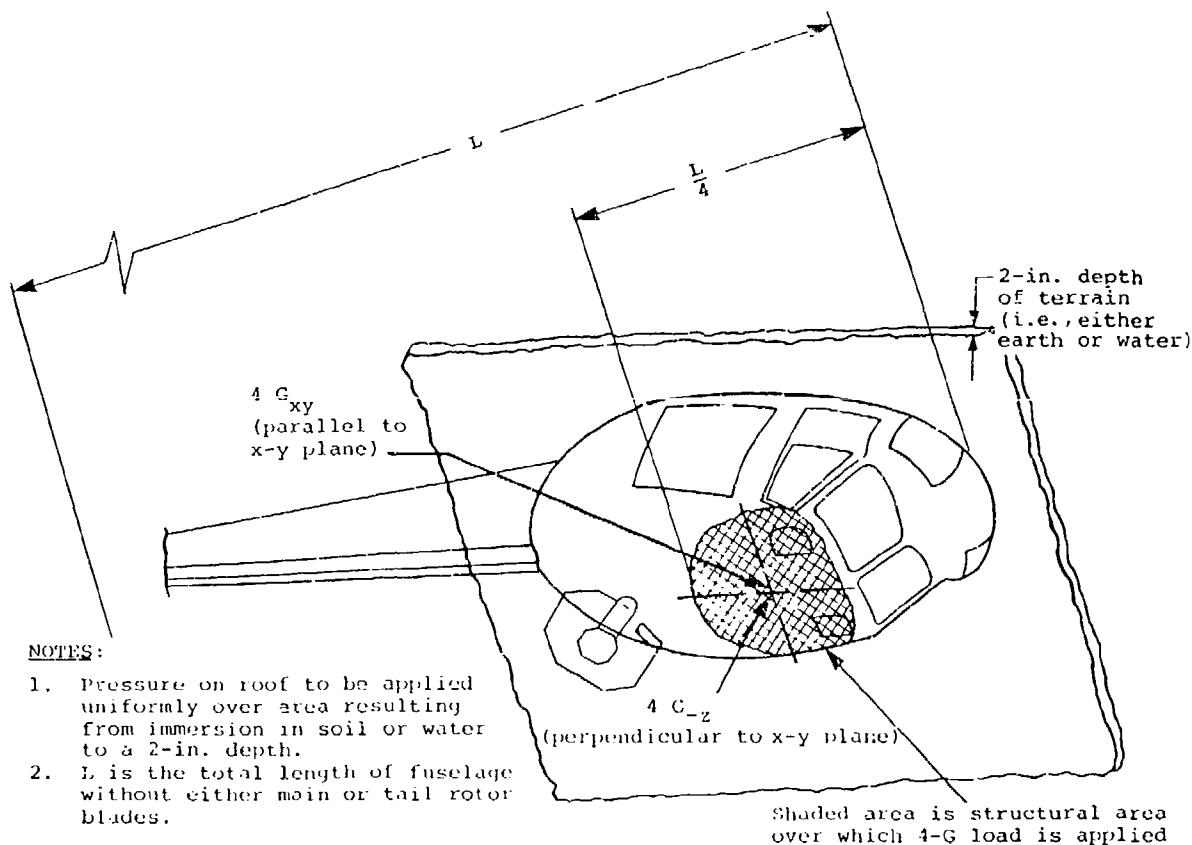 L
L
4
2-in. depth
of terrain
(i.e.,either
earth or water)
4 G
xy
(parallel to
x-y plane)
4 G
-z
(perpendicular to x-y plane)
NOTES:
1. Pressure on roof to be applied
uniformly over area resulting
from immersion in soil or water
to a 2-in. depth.
2. L is the total length of fuselage
without either main or tail rotor
blades.
Shaded area is structural area
over which 4-G load is applied